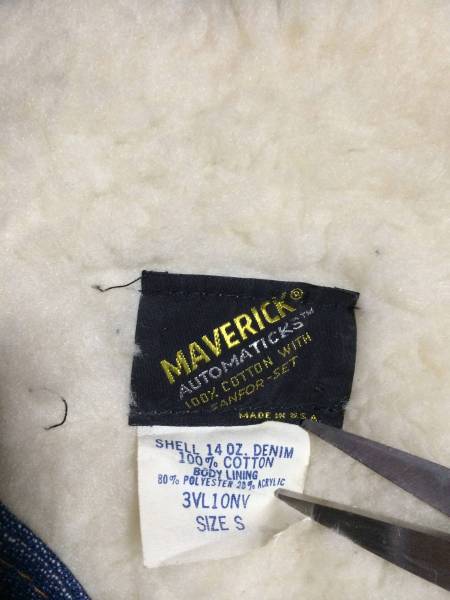 MAVERICK®
AUTOMATICKS™
100% COTTON WITH
SANFOR-SET
MADE IN U.S.A.
SHELL 14 OZ. DENIM
100% COTTON
BODY LINING
80% POLYESTER 20% ACRYLIC
3VL10NV
SIZE S